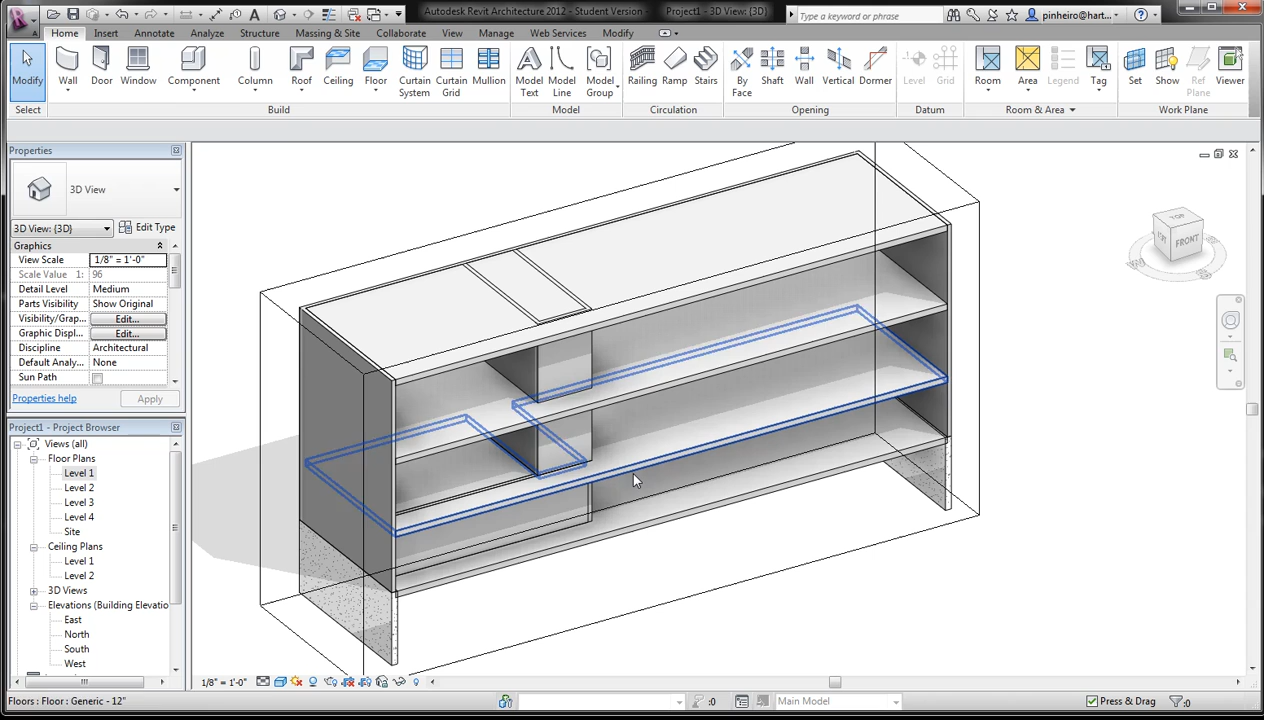 Autodesk Revit Architecture 2012 - Student Version - Project1 - 3D View: {3D}
Type a keyword or phrase
pinheiro@hart...
Home Insert Annotate Analyze Structure Massing & Site Collaborate View Manage Web Services Modify
Modify Wall Door Window Component Column Roof Ceiling Floor Curtain System Curtain Grid Mullion Model Text Model Line Model Group Railing Ramp Stairs By Face Shaft Wall Vertical Dormer Level Grid Room Area Legend Tag Set Show Ref Plane Viewer
Select Build Model Circulation Opening Datum Room & Area Work Plane
Properties
3D View
3D View: {3D} Edit Type
Graphics
View Scale 1/8" = 1'-0"
Scale Value 1: 96
Detail Level Medium
Parts Visibility Show Original
Visibility/Grap... Edit...
Graphic Displ... Edit...
Discipline Architectural
Default Analy... None
Sun Path
Properties help Apply
Project1 - Project Browser
Views (all)
Floor Plans
Level 1
Level 2
Level 3
Level 4
Site
Ceiling Plans
Level 1
Level 2
3D Views
Elevations (Building Elevatio
East
North
South
West
TOP
FRONT
1/8" = 1'-0"
Floors : Floor : Generic - 12"
:0
Main Model
Press & Drag
:0